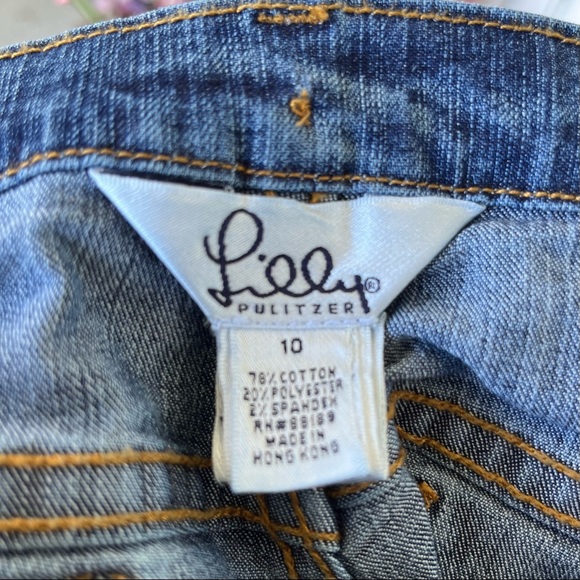 Lilly®
PULITZER
10
78% COTTON
20% POLYESTER
2% SPANDEX
RN#88189
MADE IN
HONG KONG